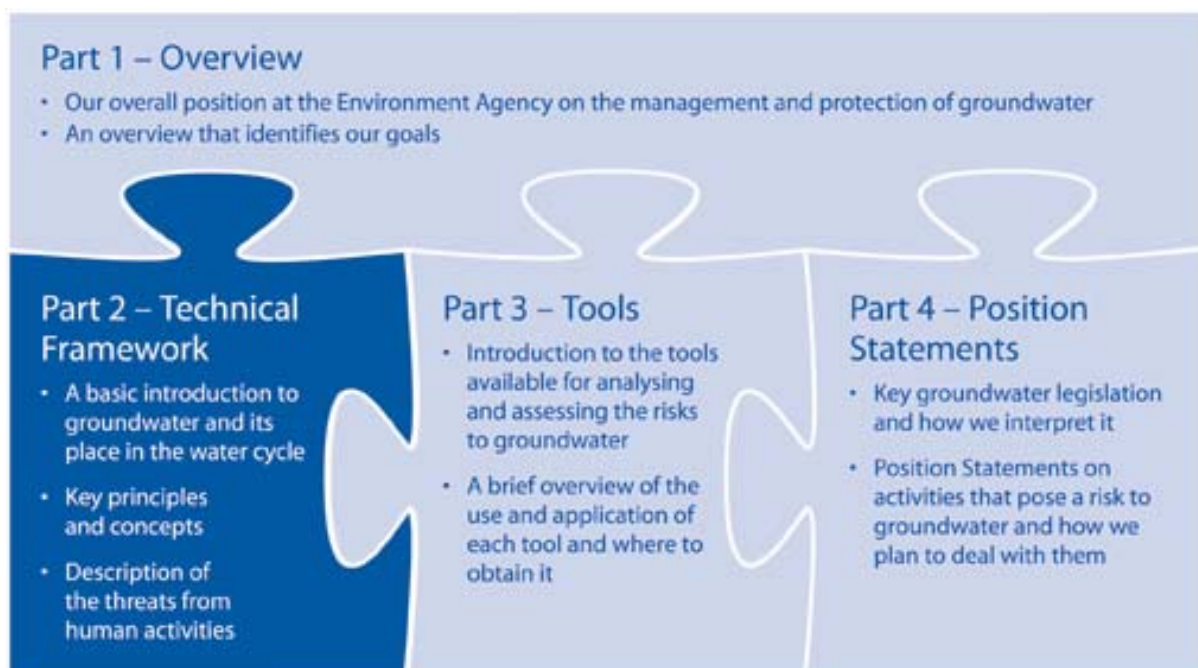 Part 1 – Overview
• Our overall position at the Environment Agency on the management and protection of groundwater
• An overview that identifies our goals
Part 2 – Technical
Framework
• A basic introduction to
groundwater and its
place in the water cycle
• Key principles
and concepts
• Description of
the threats from
human activities
Part 3 – Tools
• Introduction to the tools
available for analysing
and assessing the risks
to groundwater
• A brief overview of the
use and application of
each tool and where to
obtain it
Part 4 – Position
Statements
• Key groundwater legislation
and how we interpret it
• Position Statements on
activities that pose a risk to
groundwater and how we
plan to deal with them